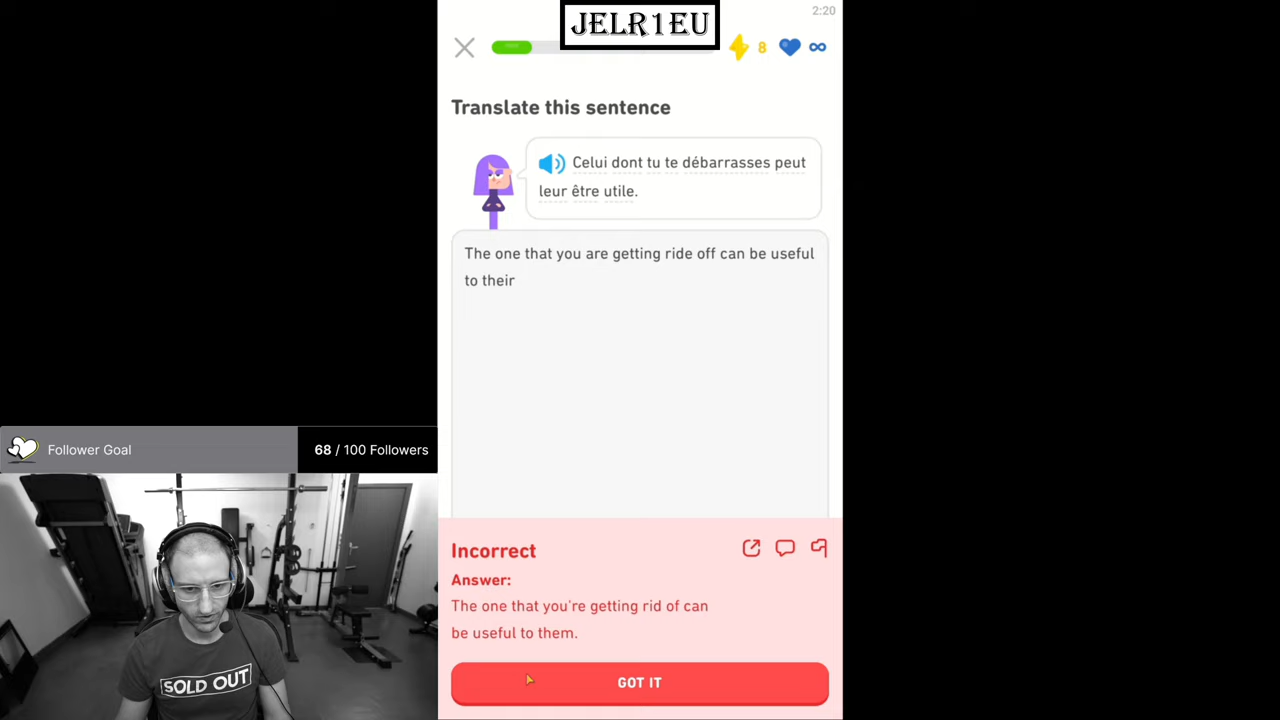 JELR1EU
2:20
8
Translate this sentence
Celui dont tu te débarrasses peut
leur être utile.
The one that you are getting ride off can be useful
to their
Follower Goal
68 / 100 Followers
SOLD OUT
Incorrect
Answer:
The one that you're getting rid of can
be useful to them.
GOT IT